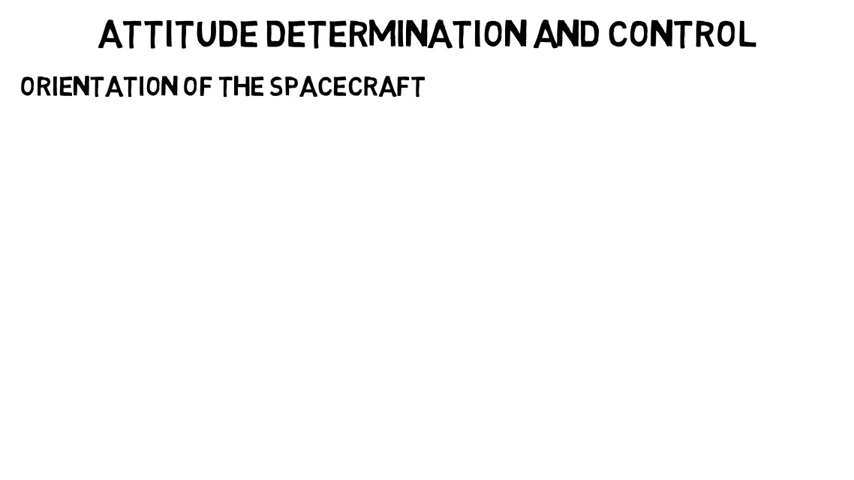 ATTITUDE DETERMINATION AND CONTROL
ORIENTATION OF THE SPACECRAFT